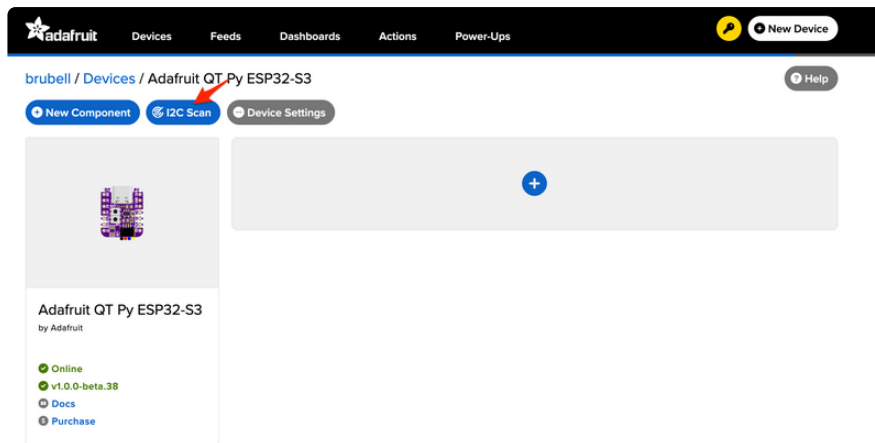 adafruit Devices Feeds Dashboards Actions Power-Ups New Device
brubell / Devices / Adafruit QT Py ESP32-S3 Help
New Component I2C Scan Device Settings
Adafruit QT Py ESP32-S3
by Adafruit
Online
v1.0.0-beta.38
Docs
Purchase